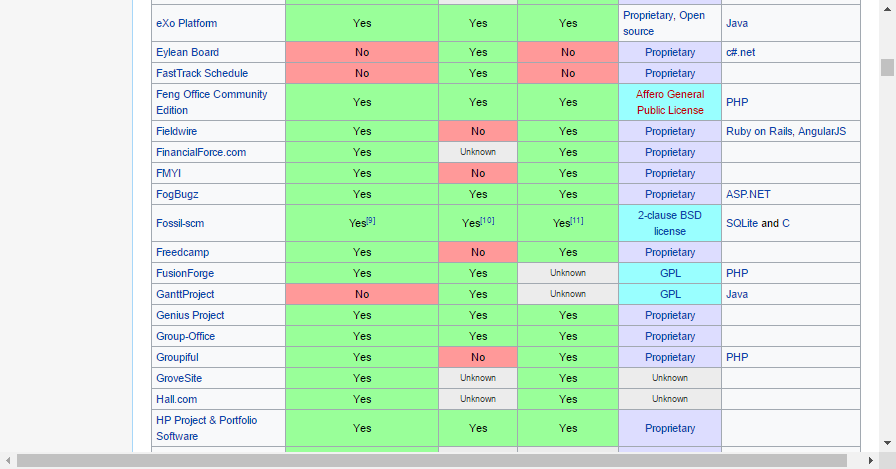 eXo Platform Yes Yes Yes Proprietary, Open source Java
Eylean Board No Yes No Proprietary c#.net
FastTrack Schedule No Yes No Proprietary
Feng Office Community Edition Yes Yes Yes Affero General Public License PHP
Fieldwire Yes No Yes Proprietary Ruby on Rails, AngularJS
FinancialForce.com Yes Unknown Yes Proprietary
FMYI Yes No Yes Proprietary
FogBugz Yes Yes Yes Proprietary ASP.NET
Fossil-scm Yes[9] Yes[10] Yes[11] 2-clause BSD license SQLite and C
Freedcamp Yes No Yes Proprietary
FusionForge Yes Yes Unknown GPL PHP
GanttProject No Yes Unknown GPL Java
Genius Project Yes Yes Yes Proprietary
Group-Office Yes Yes Yes Proprietary
Groupiful Yes No Yes Proprietary PHP
GroveSite Yes Unknown Yes Unknown
Hall.com Yes Unknown Yes Unknown
HP Project & Portfolio Software Yes Yes Yes Proprietary